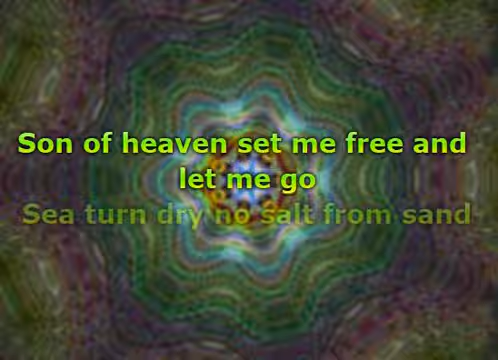 Son of heaven set me free and
let me go
Sea turn dry no salt from sand